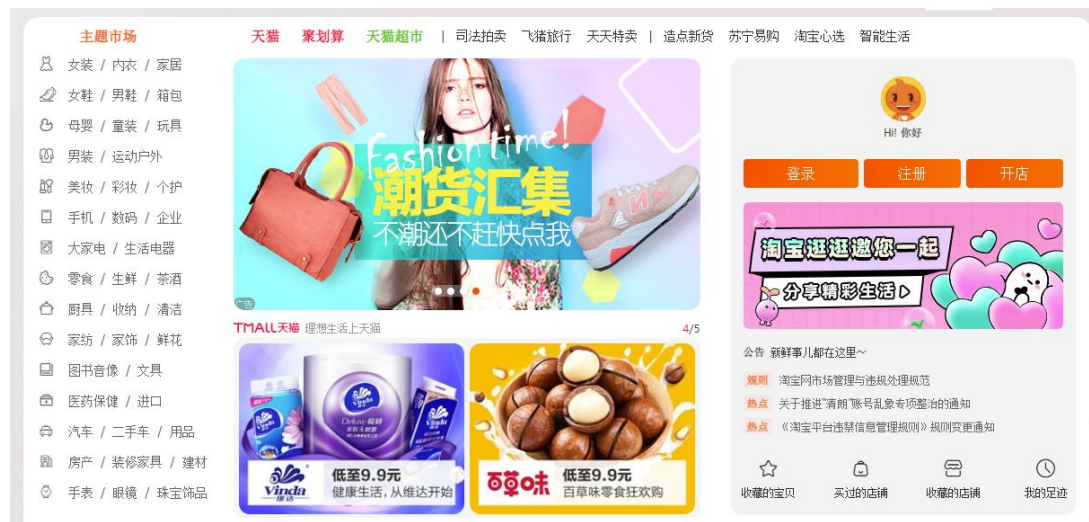 主题市场
天猫 聚划算 天猫超市 | 司法拍卖 飞猪旅行 天天特卖 | 造点新货 苏宁易购 淘宝心选 智能生活
女装 / 内衣 / 家居
女鞋 / 男鞋 / 箱包
母婴 / 童装 / 玩具
男装 / 运动户外
美妆 / 彩妆 / 个护
手机 / 数码 / 企业
大家电 / 生活电器
零食 / 生鲜 / 茶酒
厨具 / 收纳 / 清洁
家纺 / 家饰 / 鲜花
图书音像 / 文具
医药保健 / 进口
汽车 / 二手车 / 用品
房产 / 装修家具 / 建材
手表 / 眼镜 / 珠宝饰品
Fashion time!
潮货汇集
不潮还不赶快点我
广告
TMALL天猫 理想生活上天猫 4/5
Vinda
Deluxe
Vinda
维达
低至9.9元
健康生活，从维达开始
百草味
低至9.9元
百草味零食狂欢购
Hi! 你好
登录 注册 开店
淘宝逛逛邀您一起
分享精彩生活
公告 新鲜事儿都在这里~
规则 淘宝网市场管理与违规处理规范
热点 关于推进"清朗"账号乱象专项整治的通知
热点 《淘宝平台违禁信息管理规则》规则变更通知
收藏的宝贝 买过的店铺 收藏的店铺 我的足迹